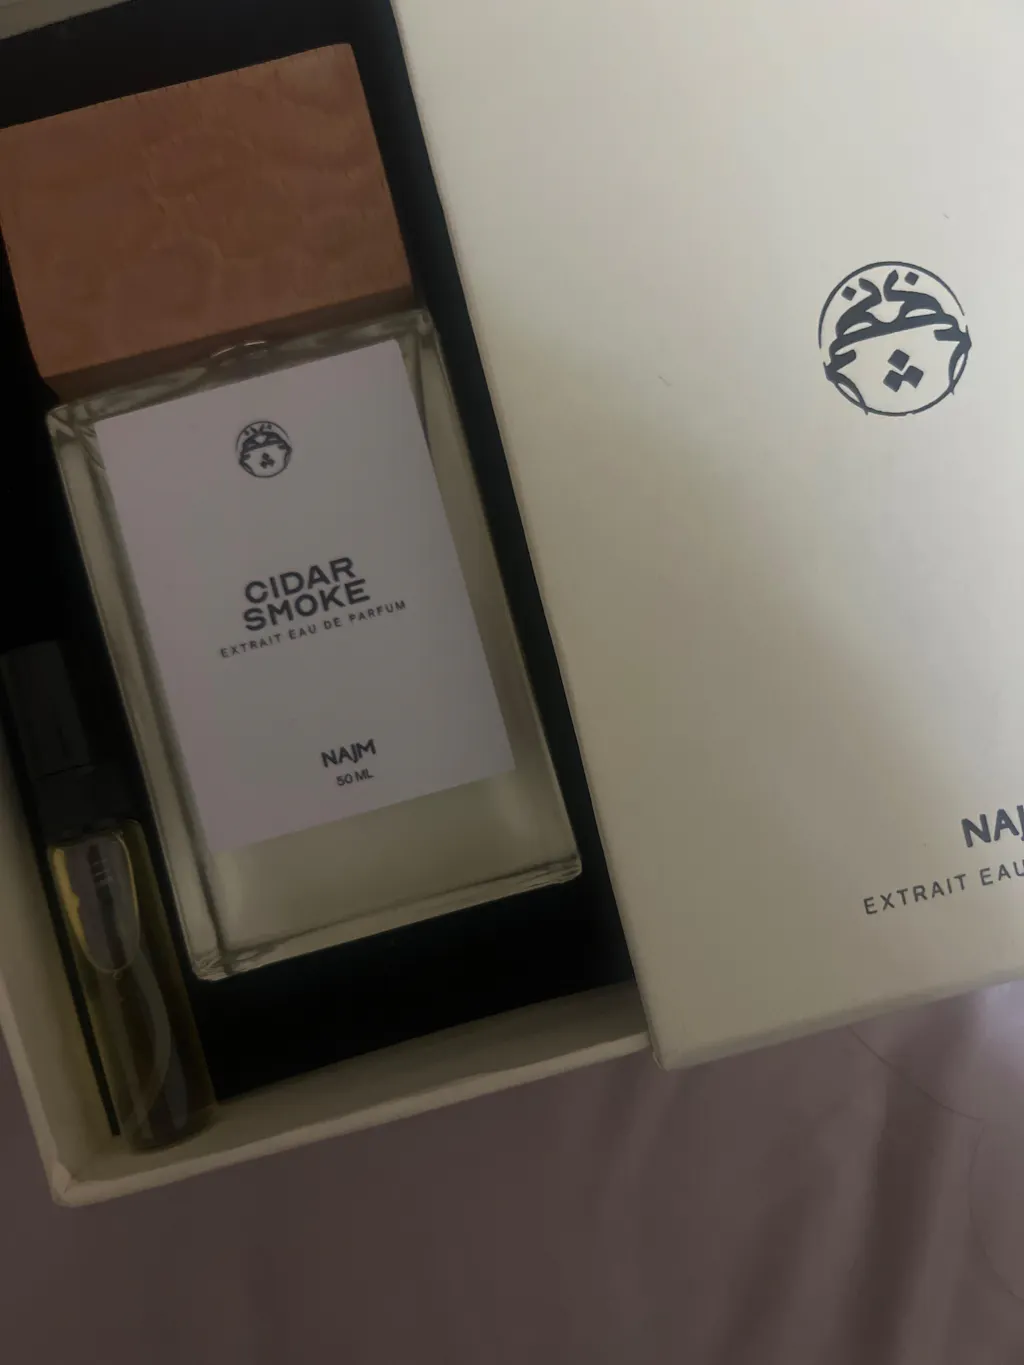 CIDAR
SMOKE
EXTRAIT EAU DE PARFUM
NAJM
50 ML
EXTRAIT EAU